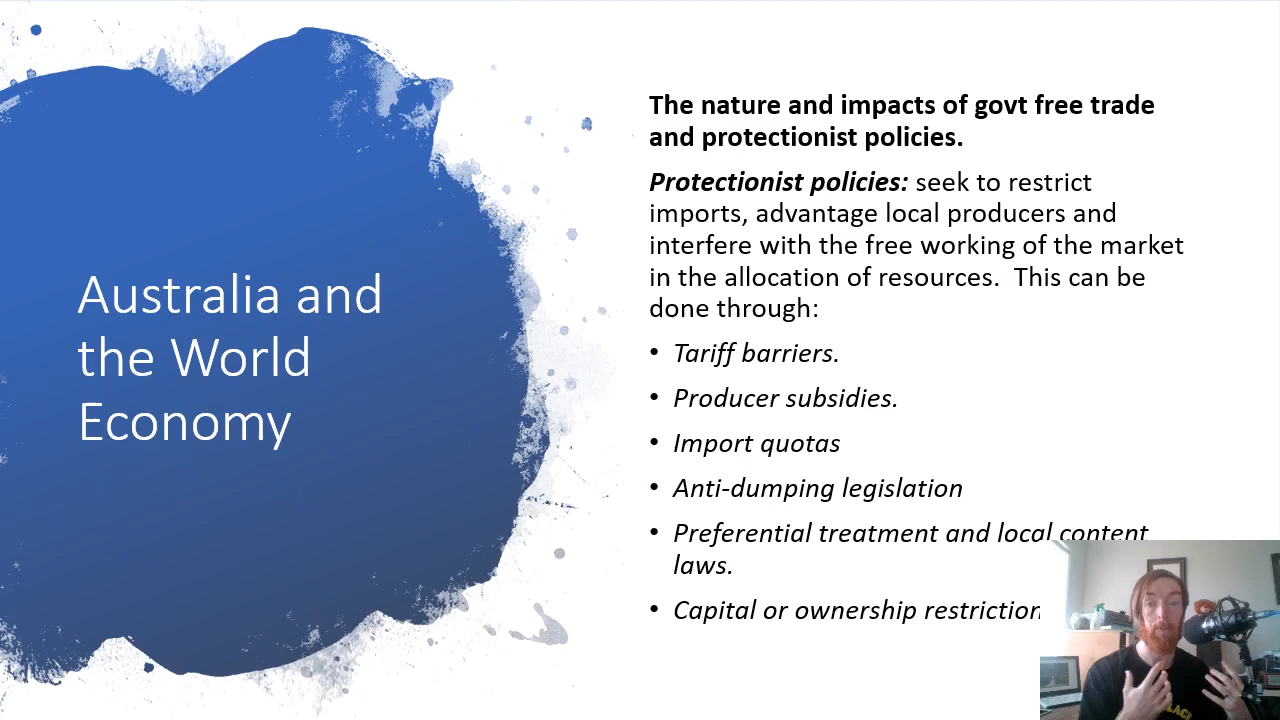 Australia and
the World
Economy
The nature and impacts of govt free trade
and protectionist policies.
Protectionist policies: seek to restrict
imports, advantage local producers and
interfere with the free working of the market
in the allocation of resources.  This can be
done through:
• Tariff barriers.
• Producer subsidies.
• Import quotas
• Anti-dumping legislation
• Preferential treatment and local content
laws.
• Capital or ownership restriction